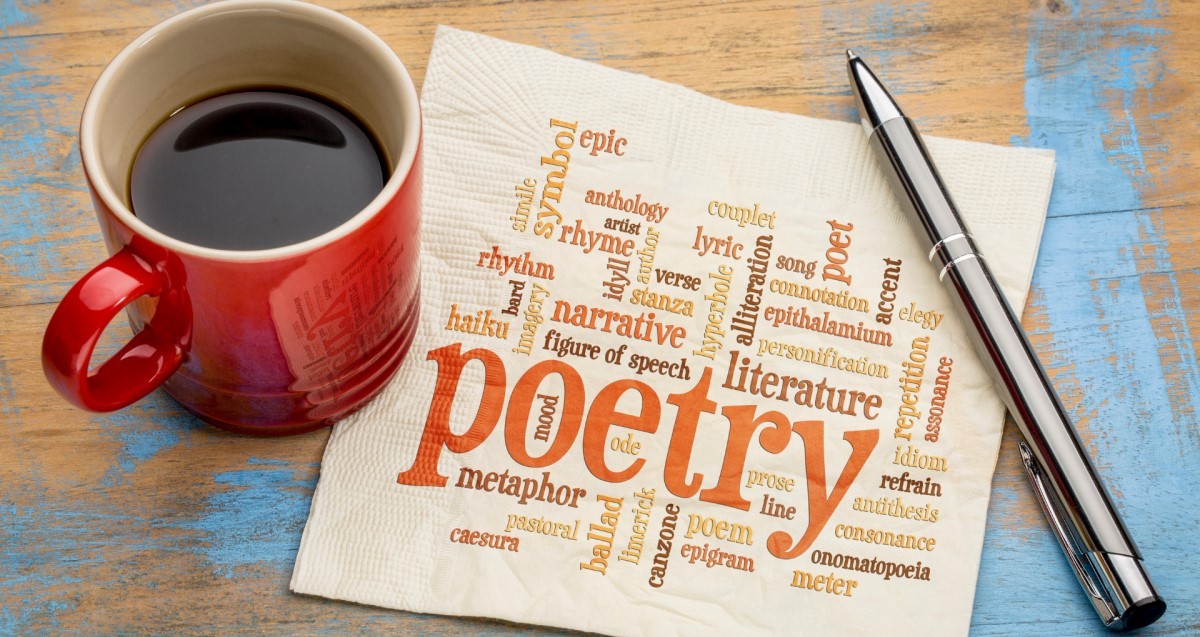 epic
symbol
simile
anthology
artist
rhyme
author
couplet
lyric
poet
rhythm
idyll
verse
stanza
hyperbole
alliteration
song
connotation
accent
bard
imagery
haiku
narrative
epithalamium
elegy
figure of speech
personification
literature
repetition
assonance
poetry
mood
ode
idiom
metaphor
prose
line
refrain
antithesis
pastoral
ballad
limerick
canzone
poem
consonance
caesura
epigram
onomatopoeia
meter